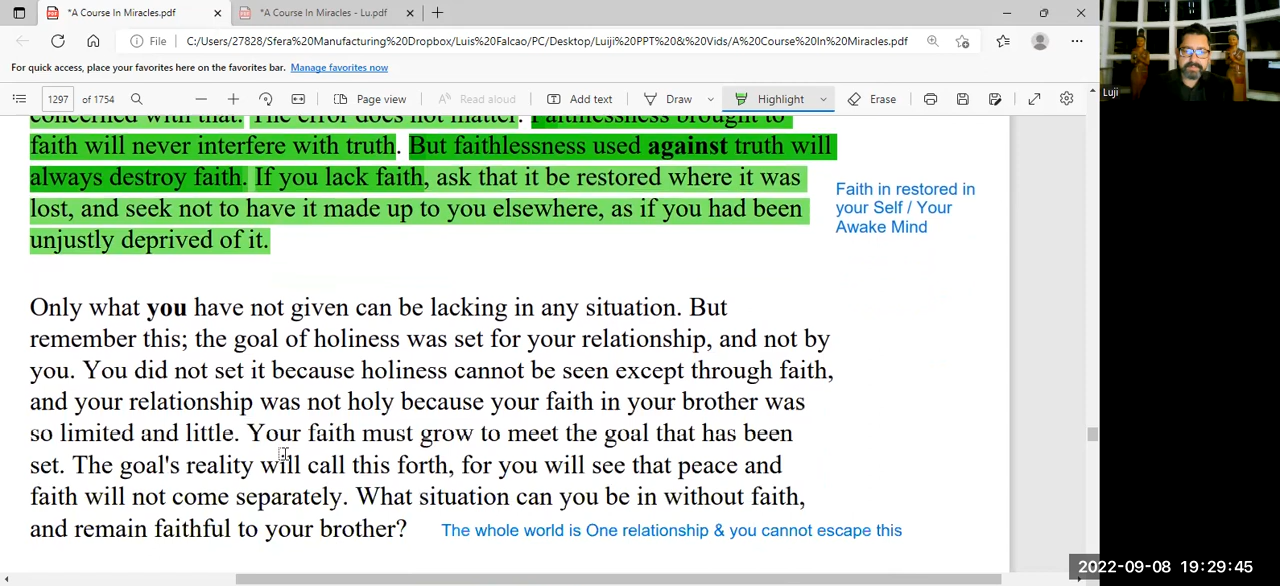 *A Course In Miracles.pdf
*A Course In Miracles - Lu.pdf
File
C:/Users/27828/Sfera%20Manufacturing%20Dropbox/Luis%20Falcao/PC/Desktop/Luiji%20PPT%20&%20Vids/A%20Course%20In%20Miracles.pdf
For quick access, place your favorites here on the favorites bar. Manage favorites now
1297 of 1754
Page view
Read aloud
Add text
Draw
Highlight
Erase
Luji
concerned with that. The error does not matter. Faithlessness brought to
faith will never interfere with truth. But faithlessness used against truth will
always destroy faith. If you lack faith, ask that it be restored where it was
lost, and seek not to have it made up to you elsewhere, as if you had been
unjustly deprived of it.
Faith in restored in
your Self / Your
Awake Mind
Only what you have not given can be lacking in any situation. But
remember this; the goal of holiness was set for your relationship, and not by
you. You did not set it because holiness cannot be seen except through faith,
and your relationship was not holy because your faith in your brother was
so limited and little. Your faith must grow to meet the goal that has been
set. The goal's reality will call this forth, for you will see that peace and
faith will not come separately. What situation can you be in without faith,
and remain faithful to your brother?
The whole world is One relationship & you cannot escape this
2022-09-08 19:29:45